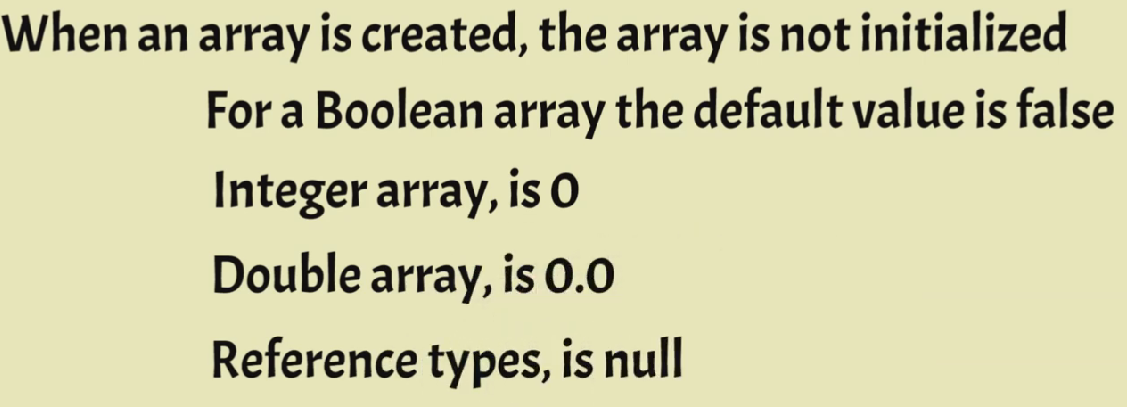 When an array is created, the array is not initialized
For a Boolean array the default value is false
Integer array, is 0
Double array, is 0.0
Reference types, is null